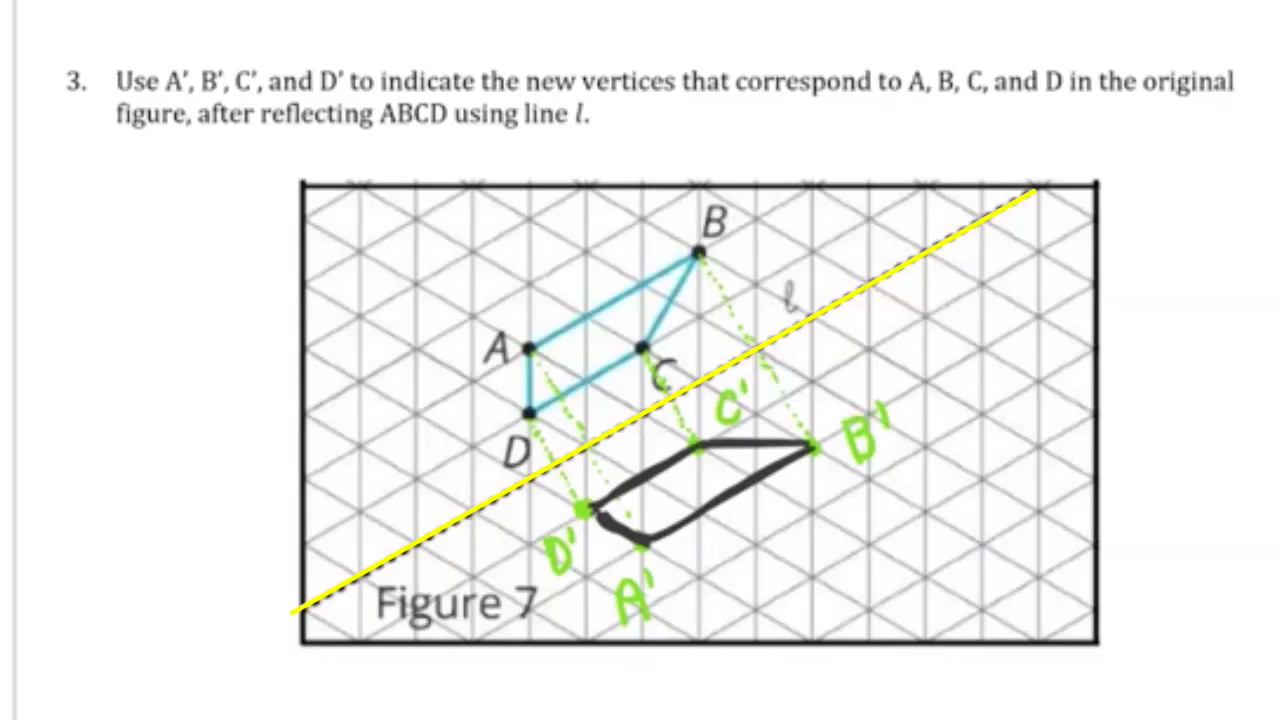 3. Use A′, B′, C′, and D′ to indicate the new vertices that correspond to A, B, C, and D in the original
figure, after reflecting ABCD using line l.
B
l
A
C
C'
B'
D
D'
A'
Figure 7